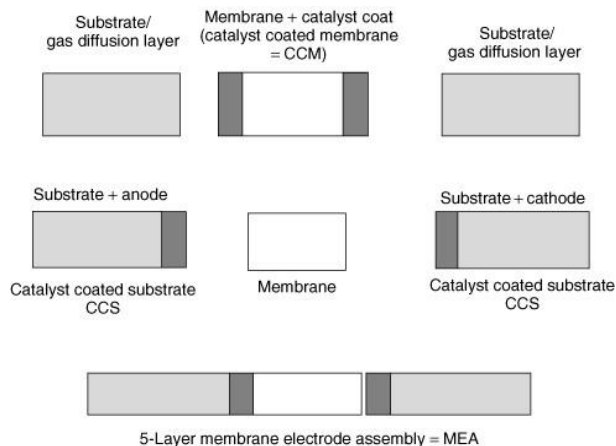 Substrate/
gas diffusion layer
Membrane + catalyst coat
(catalyst coated membrane
= CCM)
Substrate/
gas diffusion layer
Substrate + anode
Catalyst coated substrate
CCS
Membrane
Substrate + cathode
Catalyst coated substrate
CCS
5-Layer membrane electrode assembly = MEA